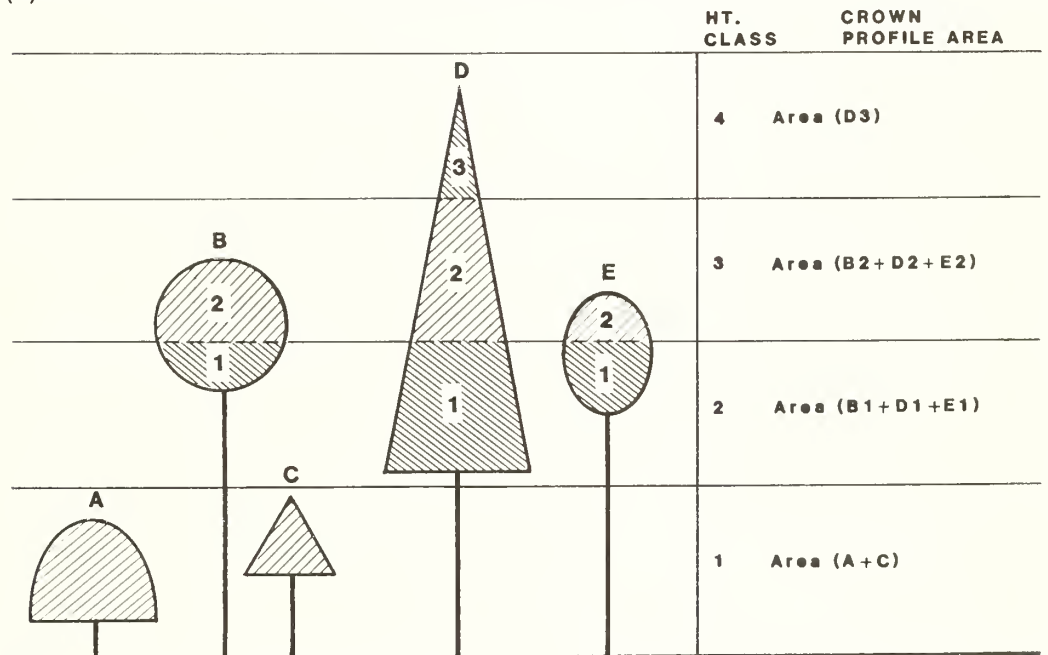 HT. CLASS
CROWN PROFILE AREA
D
4 Area (D3)
3
B
3 Area (B2+D2+E2)
E
2
2
2
1
1
1
2 Area (B1+D1+E1)
C
A
1 Area (A+C)